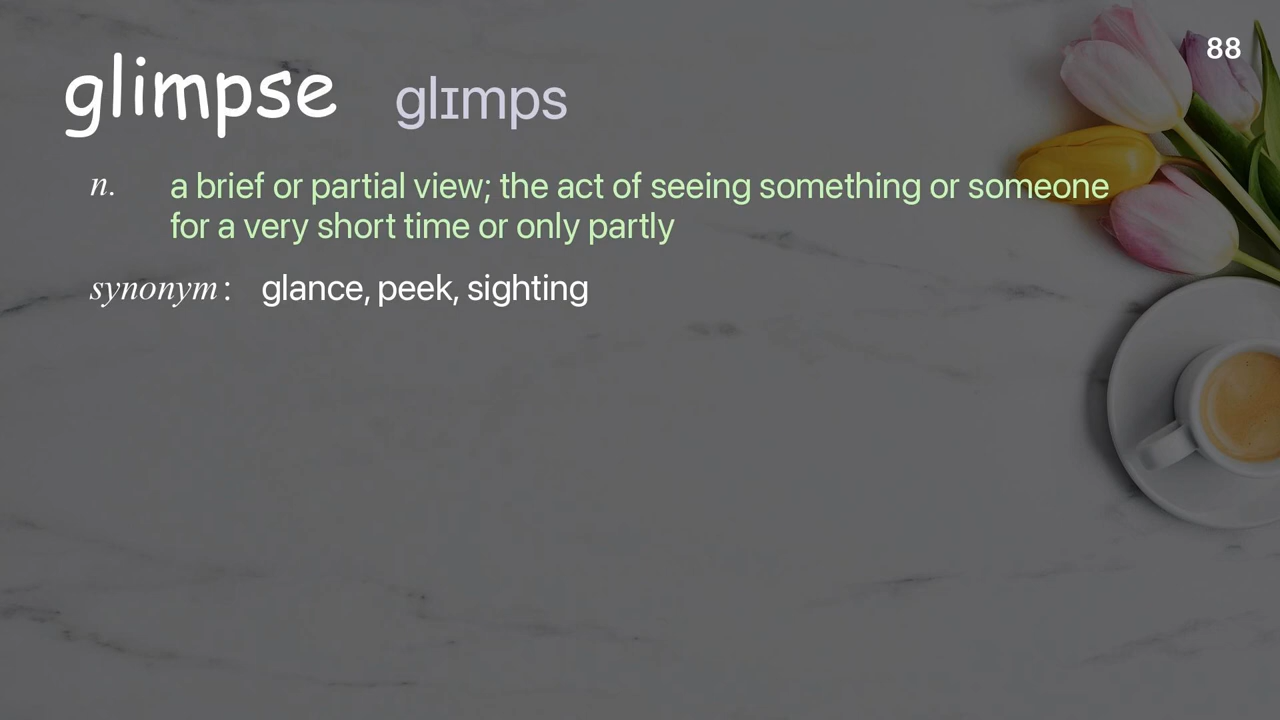 88
glimpse glɪmps
n. a brief or partial view; the act of seeing something or someone
for a very short time or only partly
synonym: glance, peek, sighting